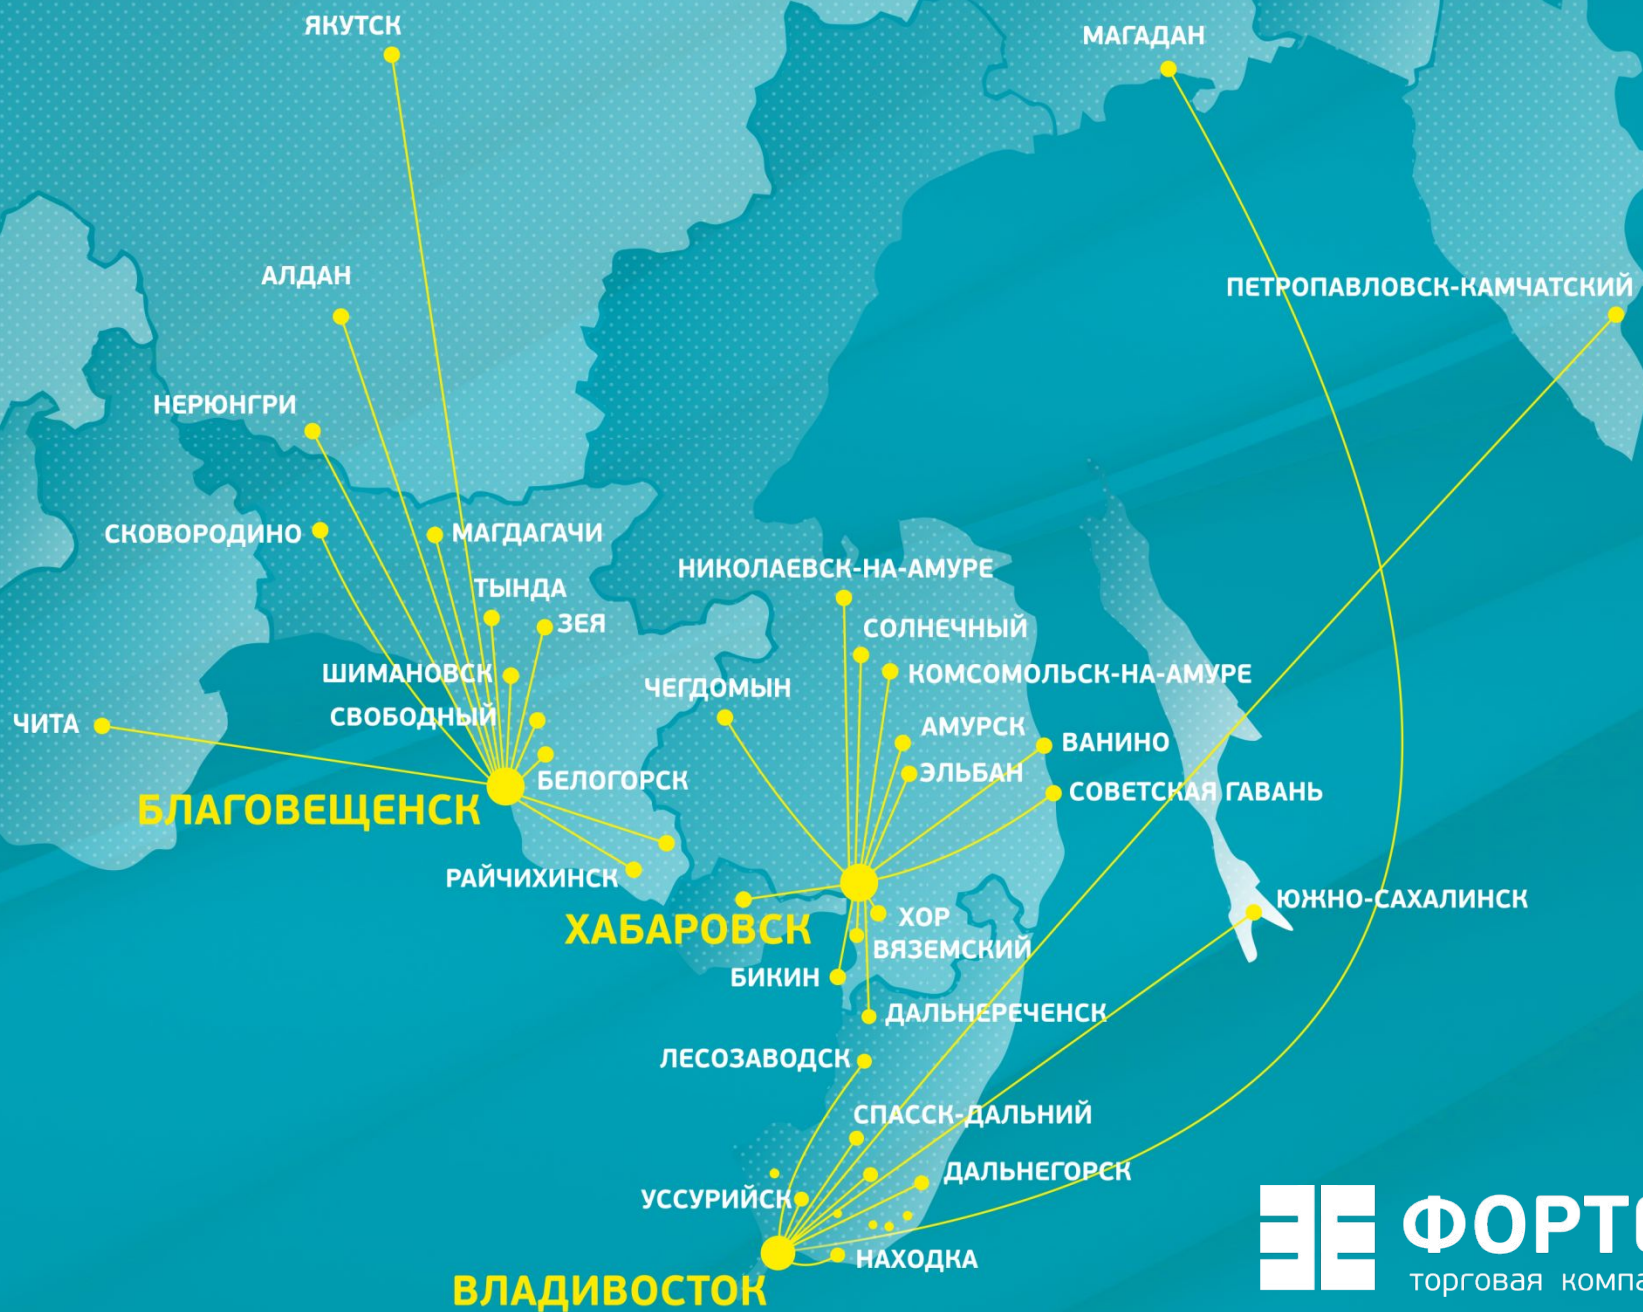 ЯКУТСК
МАГАДАН
АЛДАН
ПЕТРОПАВЛОВСК-КАМЧАТСКИЙ
НЕРЮНГРИ
СКОВОРОДИНО
МАГДАГАЧИ
НИКОЛАЕВСК-НА-АМУРЕ
ТЫНДА
ЗЕЯ
СОЛНЕЧНЫЙ
ШИМАНОВСК
КОМСОМОЛЬСК-НА-АМУРЕ
ЧЕГДОМЫН
СВОБОДНЫЙ
ЧИТА
АМУРСК
ВАНИНО
ЭЛЬБАН
БЕЛОГОРСК
СОВЕТСКАЯ ГАВАНЬ
БЛАГОВЕЩЕНСК
РАЙЧИХИНСК
ЮЖНО-САХАЛИНСК
ХОР
ХАБАРОВСК
ВЯЗЕМСКИЙ
БИКИН
ДАЛЬНЕРЕЧЕНСК
ЛЕСОЗАВОДСК
СПАССК-ДАЛЬНИЙ
ДАЛЬНЕГОРСК
УССУРИЙСК
НАХОДКА
ВЛАДИВОСТОК
ФОРТ
торговая